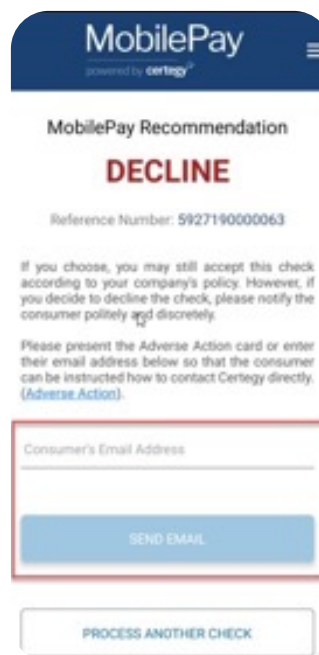 MobilePay
powered by certegy
MobilePay Recommendation
DECLINE
Reference Number: 5927190000063
If you choose, you may still accept this check
according to your company's policy. However, if
you decide to decline the check, please notify the
consumer politely and discretely.
Please present the Adverse Action card or enter
their email address below so that the consumer
can be instructed how to contact Certegy directly.
(Adverse Action).
Consumer's Email Address
SEND EMAIL
PROCESS ANOTHER CHECK